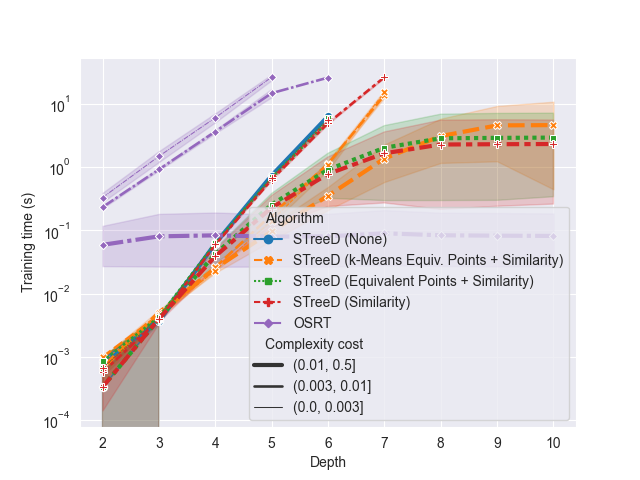 10¹
10⁰
10⁻¹
10⁻²
10⁻³
10⁻⁴
Training time (s)
Algorithm
STreeD (None)
STreeD (k-Means Equiv. Points + Similarity)
STreeD (Equivalent Points + Similarity)
STreeD (Similarity)
OSRT
Complexity cost
(0.01, 0.5]
(0.003, 0.01]
(0.0, 0.003]
2 3 4 5 6 7 8 9 10
Depth